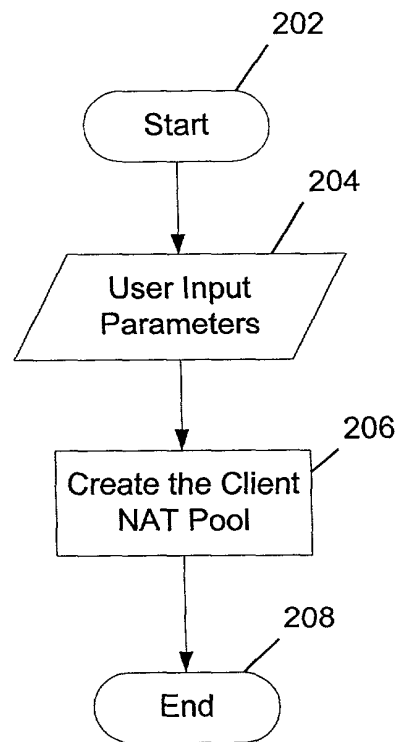 202
Start
204
User Input
Parameters
206
Create the Client
NAT Pool
208
End